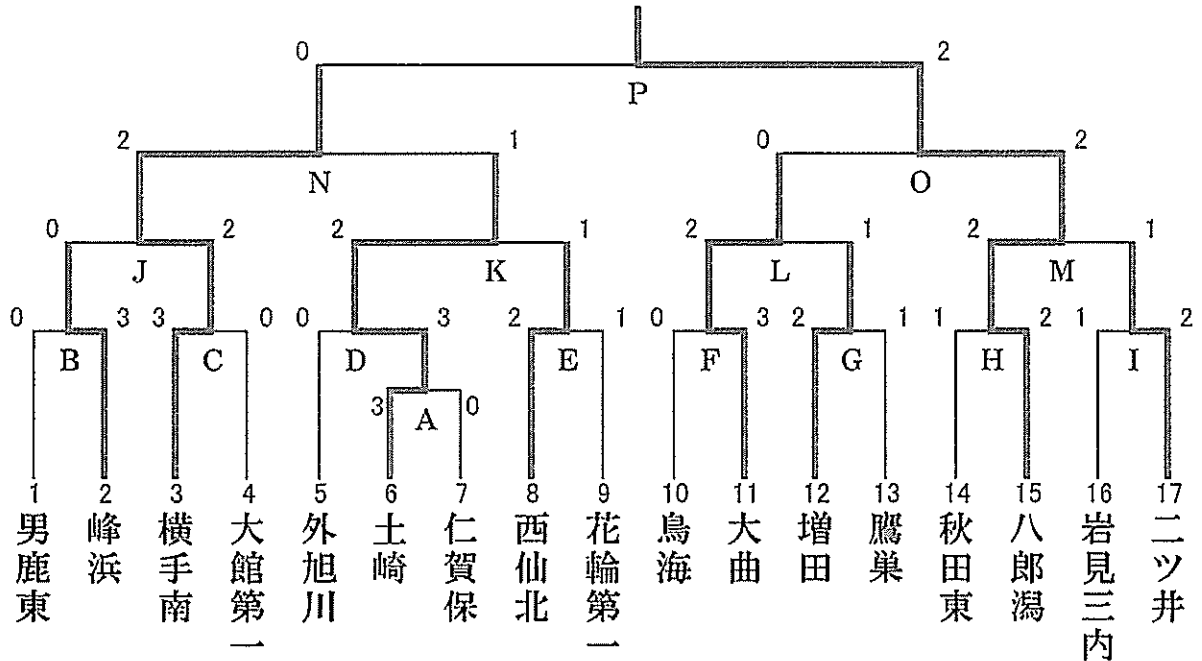 0 2
P
2 1 0 2
N O
0 2 2 1 2 1 2 1
J K L M
0 3 3 0 0 3 2 1 0 3 2 1 1 2 1 2
B C D E F G H I
3 A 0
1 2 3 4 5 6 7 8 9 10 11 12 13 14 15 16 17
男鹿東
峰浜
横手南
大館第一
外旭川
土崎
仁賀保
西仙北
花輪第一
鳥海
大曲
増田
鷹巣
秋田東
八郎潟
岩見三内
二ツ井